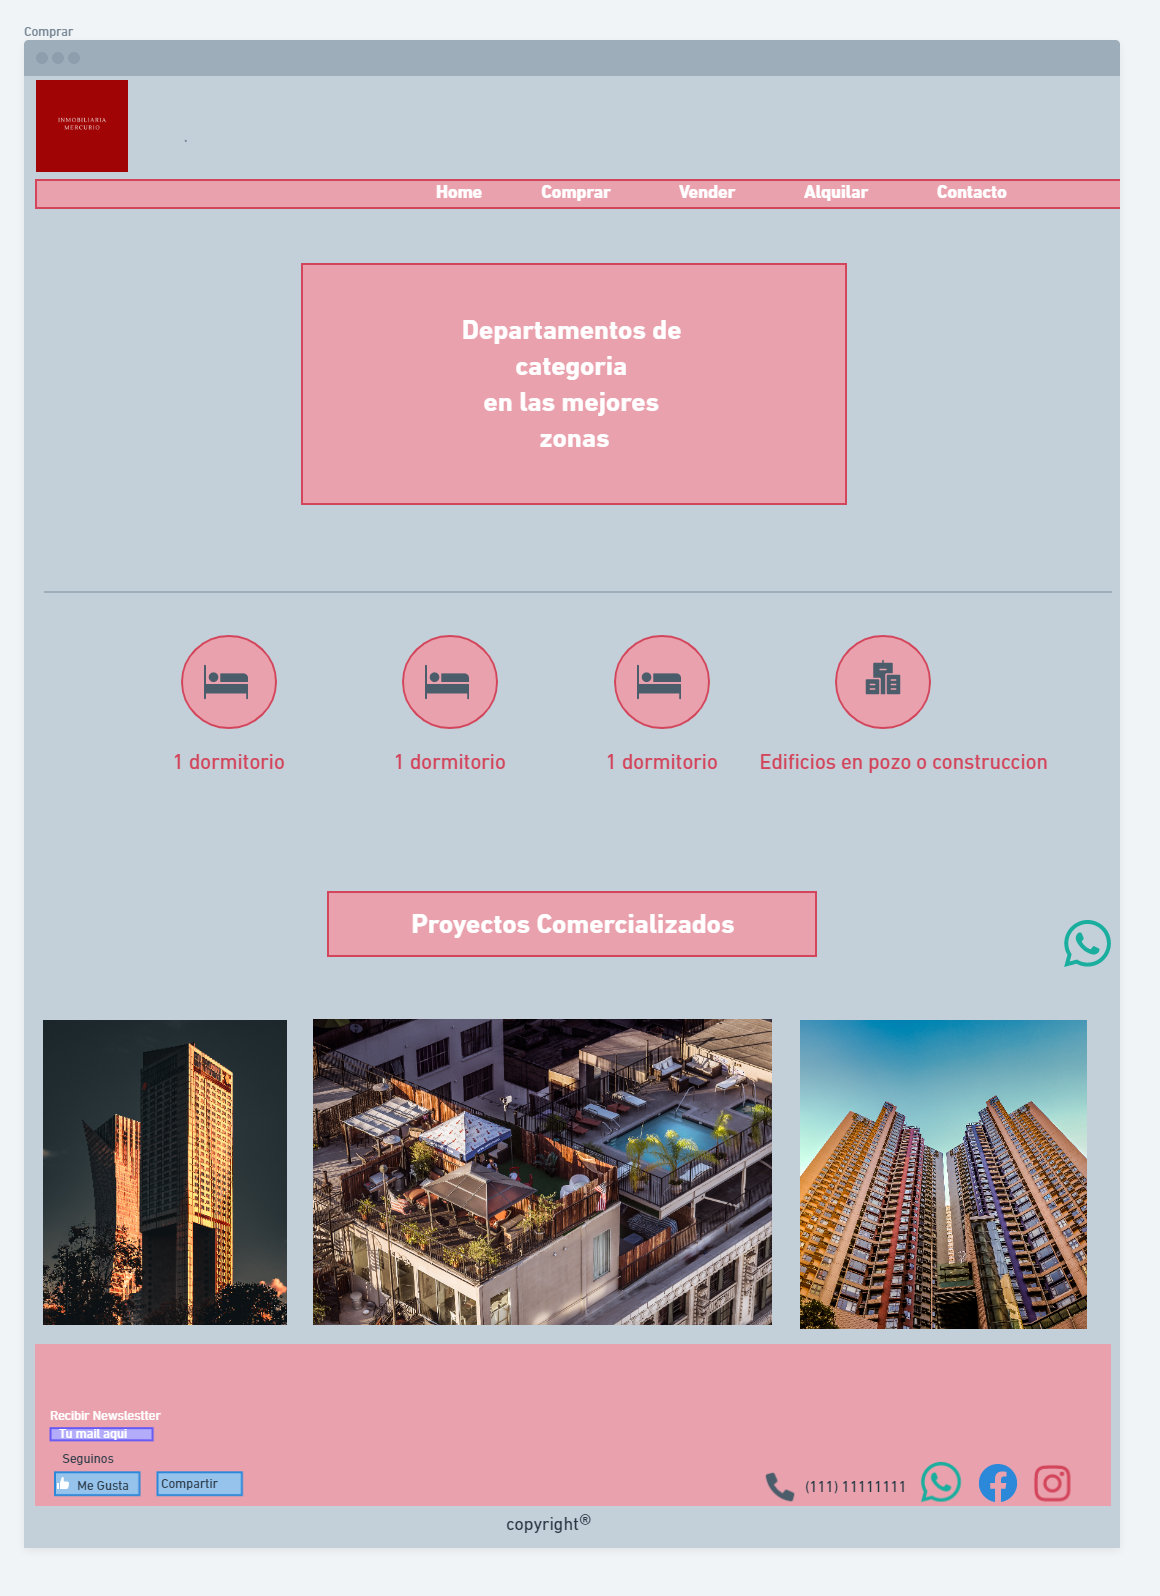 Comprar
INMOBILIARIA
MERCURIO
Home Comprar Vender Alquilar Contacto
Departamentos de
categoria
en las mejores
zonas
1 dormitorio 1 dormitorio 1 dormitorio Edificios en pozo o construccion
Proyectos Comercializados
Recibir Newslestter
Tu mail aqui
Seguinos
Me Gusta Compartir
(111) 11111111
copyright®